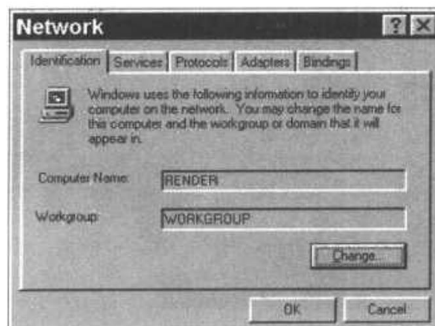 Network
Identification Services Protocols Adapters Bindings
Windows uses the following information to identify your
computer on the network. You may change the name for
this computer and the workgroup or domain that it will
appear in.
Computer Name: RENDER
Workgroup: WORKGROUP
Change...
OK Cancel